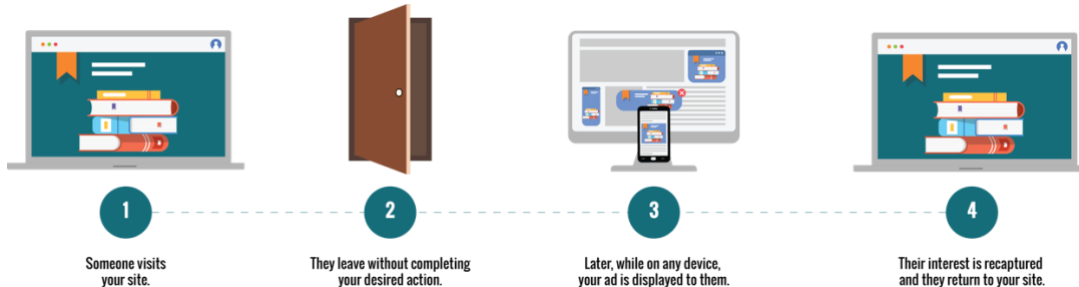 1
Someone visits
your site.
2
They leave without completing
your desired action.
3
Later, while on any device,
your ad is displayed to them.
4
Their interest is recaptured
and they return to your site.